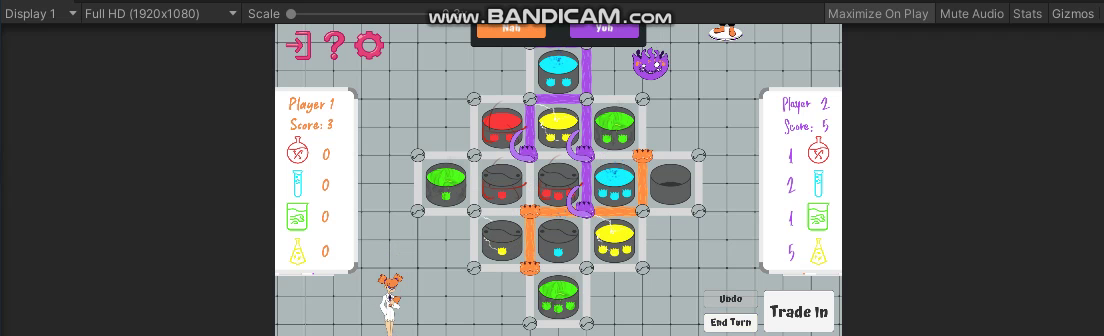 Display 1 Full HD (1920x1080) Scale Maximize On Play Mute Audio Stats Gizmos
www.BANDICAM.com
Player 1
Score: 3
0
0
0
0
Player 2
Score: 5
1
2
1
5
Undo
End Turn
Trade In